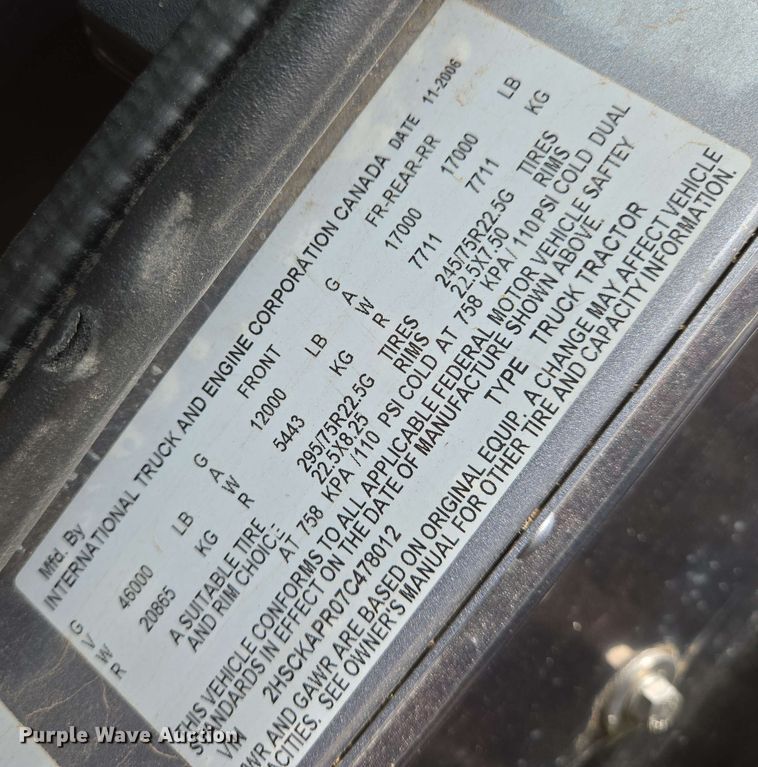 Mfd. By
INTERNATIONAL TRUCK AND ENGINE CORPORATION CANADA DATE 11-2006
G V W R
46000 LB
20865 KG
G A W R
FRONT
12000 LB
5443 KG
G A W R
FR-REAR-RR
17000 17000 LB
7711 7711 KG
A SUITABLE TIRE AND RIM CHOICE
295/75R22.5G TIRES
22.5X8.25 RIMS
AT 758 KPA /110 PSI COLD
245/75R22.5G TIRES
22.5X7.50 RIMS
AT 758 KPA / 110PSI COLD DUAL
THIS VEHICLE CONFORMS TO ALL APPLICABLE FEDERAL MOTOR VEHICLE SAFTEY
STANDARDS IN EFFECT ON THE DATE OF MANUFACTURE SHOWN ABOVE.
VIN 2HSCKAPR07C478012 TYPE TRUCK TRACTOR
WR AND GAWR ARE BASED ON ORIGINAL EQUIP. A CHANGE MAY AFFECT VEHICLE
ACITIES. SEE OWNER'S MANUAL FOR OTHER TIRE AND CAPACITY INFORMATION.
Purple Wave Auction